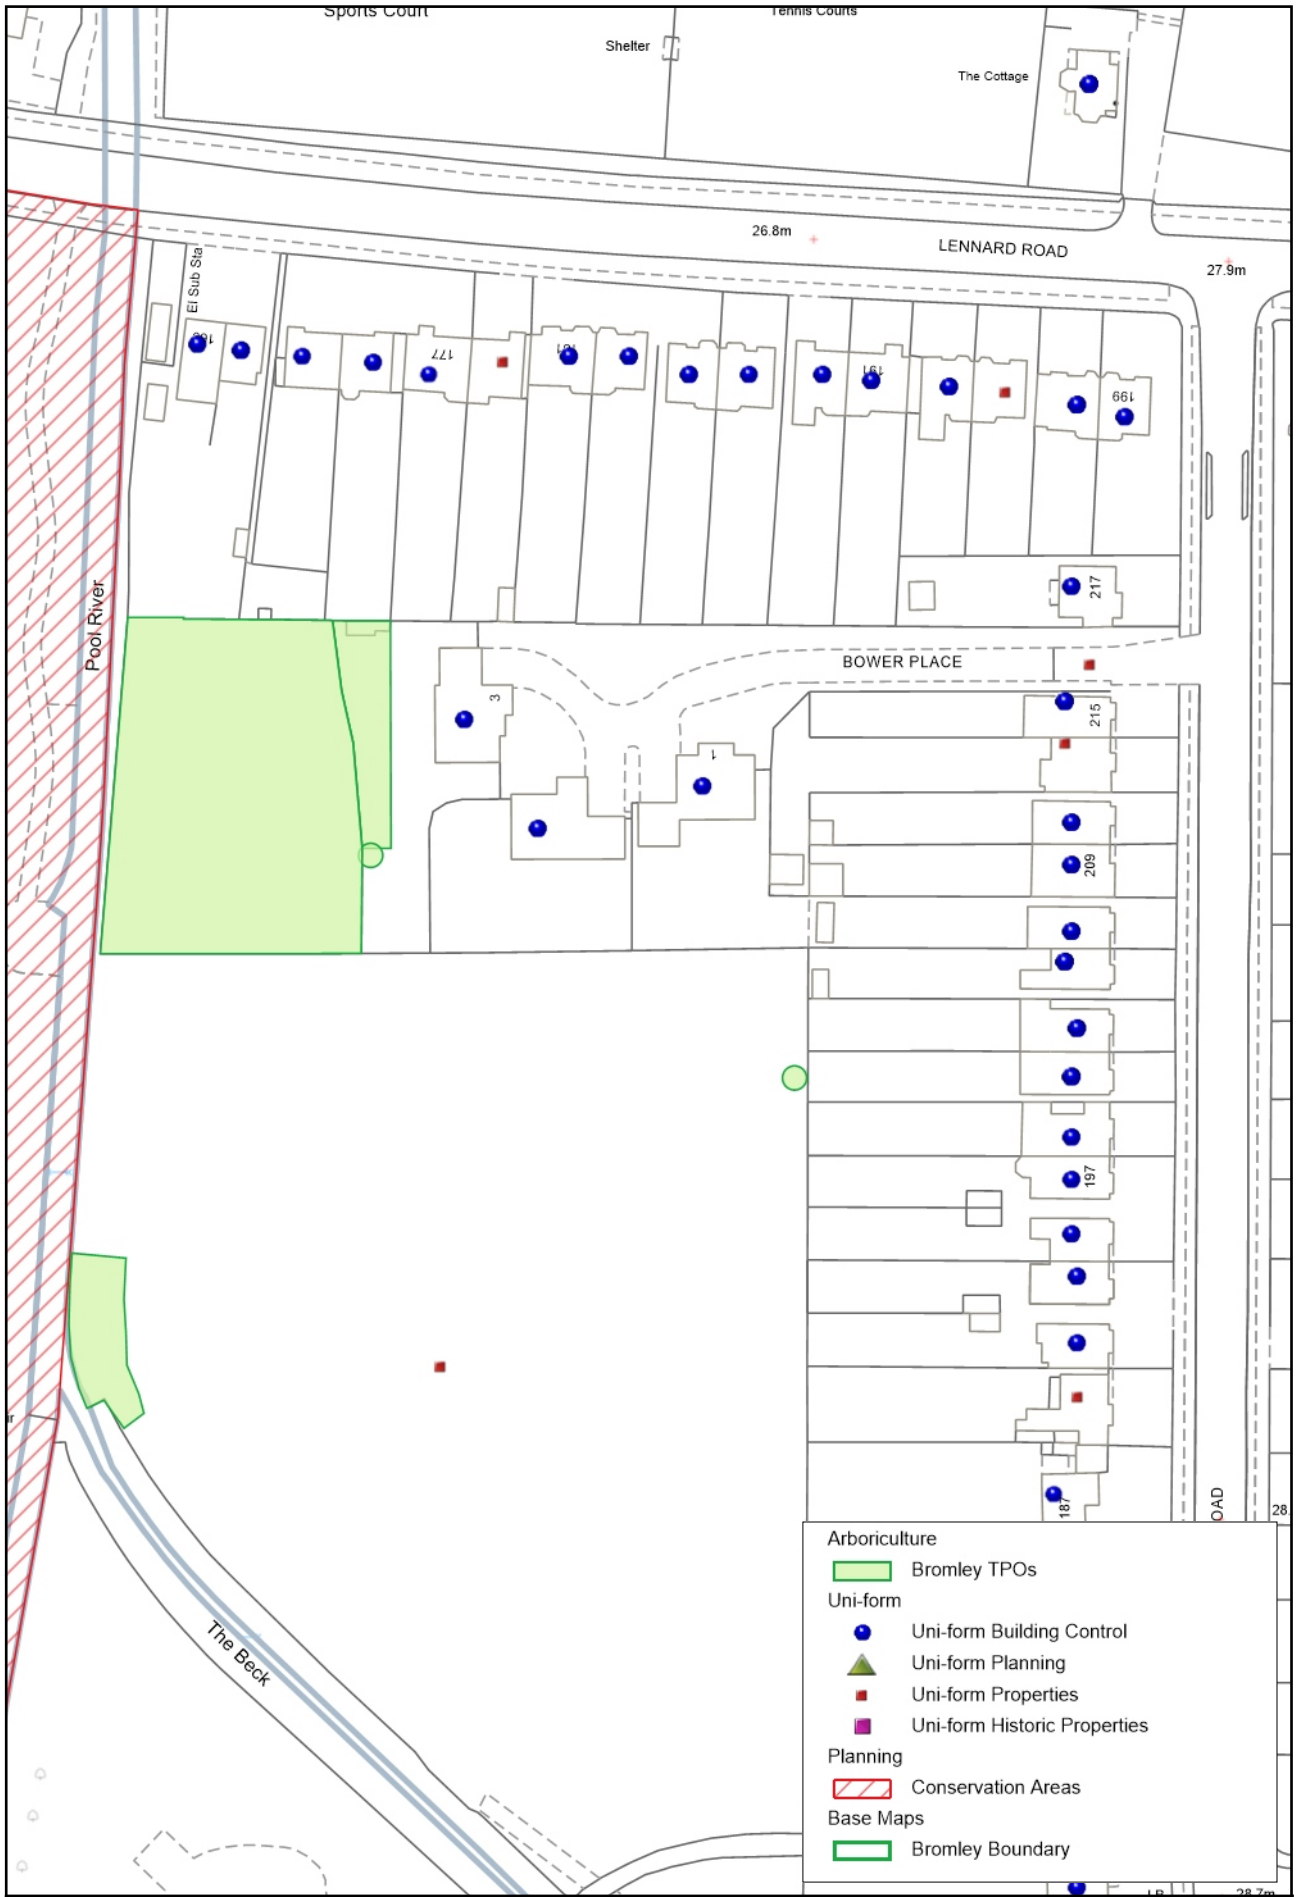 Sports Court
Tennis Courts
Shelter
The Cottage
26.8m
LENNARD ROAD
27.9m
El Sub Sta
177
181
191
199
217
Pool River
BOWER PLACE
3
215
1
209
197
187
OAD
28.
The Beck
Arboriculture
Bromley TPOs
Uni-form
Uni-form Building Control
Uni-form Planning
Uni-form Properties
Uni-form Historic Properties
Planning
Conservation Areas
Base Maps
Bromley Boundary
28.7m